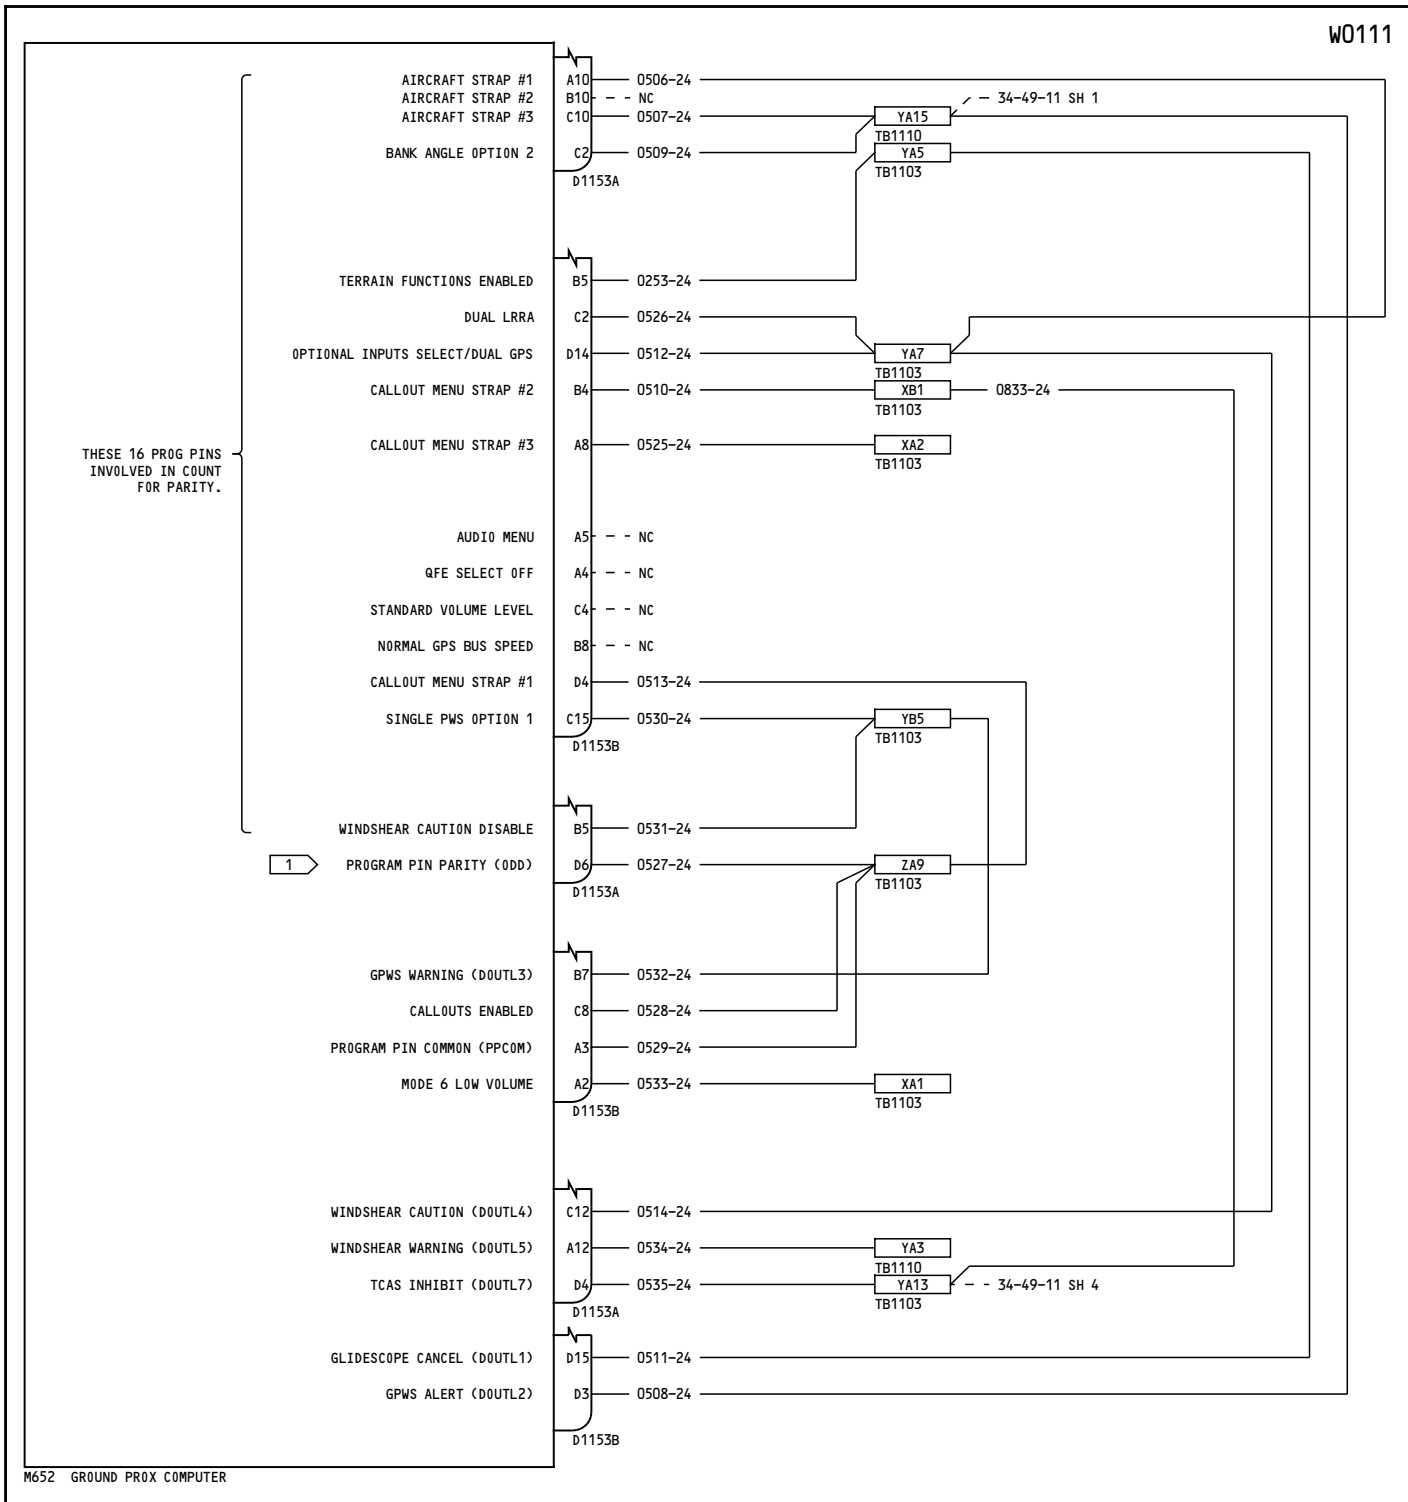 W0111
AIRCRAFT STRAP #1 A10 0506-24
AIRCRAFT STRAP #2 B10 NC 34-49-11 SH 1
AIRCRAFT STRAP #3 C10 0507-24 YA15
TB1110
BANK ANGLE OPTION 2 C2 0509-24 YA5
TB1103
D1153A
TERRAIN FUNCTIONS ENABLED B5 0253-24
DUAL LRRA C2 0526-24
OPTIONAL INPUTS SELECT/DUAL GPS D14 0512-24 YA7
TB1103
CALLOUT MENU STRAP #2 B4 0510-24 XB1 0833-24
TB1103
CALLOUT MENU STRAP #3 A8 0525-24 XA2
TB1103
THESE 16 PROG PINS
INVOLVED IN COUNT
FOR PARITY.
AUDIO MENU A5 NC
QFE SELECT OFF A4 NC
STANDARD VOLUME LEVEL C4 NC
NORMAL GPS BUS SPEED B8 NC
CALLOUT MENU STRAP #1 D4 0513-24
SINGLE PWS OPTION 1 C15 0530-24 YB5
TB1103
D1153B
WINDSHEAR CAUTION DISABLE B5 0531-24
1 PROGRAM PIN PARITY (ODD) D6 0527-24 ZA9
TB1103
D1153A
GPWS WARNING (DOUTL3) B7 0532-24
CALLOUTS ENABLED C8 0528-24
PROGRAM PIN COMMON (PPCOM) A3 0529-24
MODE 6 LOW VOLUME A2 0533-24 XA1
TB1103
D1153B
WINDSHEAR CAUTION (DOUTL4) C12 0514-24
WINDSHEAR WARNING (DOUTL5) A12 0534-24 YA3
TB1110
TCAS INHIBIT (DOUTL7) D4 0535-24 YA13 34-49-11 SH 4
TB1103
D1153A
GLIDESCOPE CANCEL (DOUTL1) D15 0511-24
GPWS ALERT (DOUTL2) D3 0508-24
D1153B
M652 GROUND PROX COMPUTER